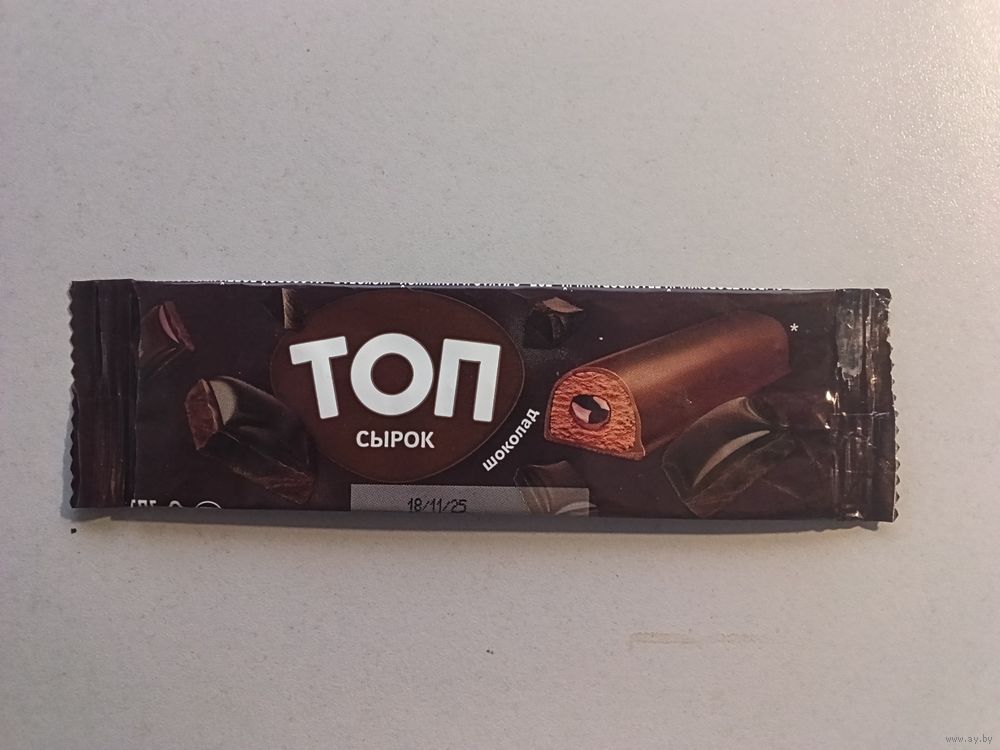 ТОП
СЫРОК
шоколад
*
18/11/25
www.ay.by